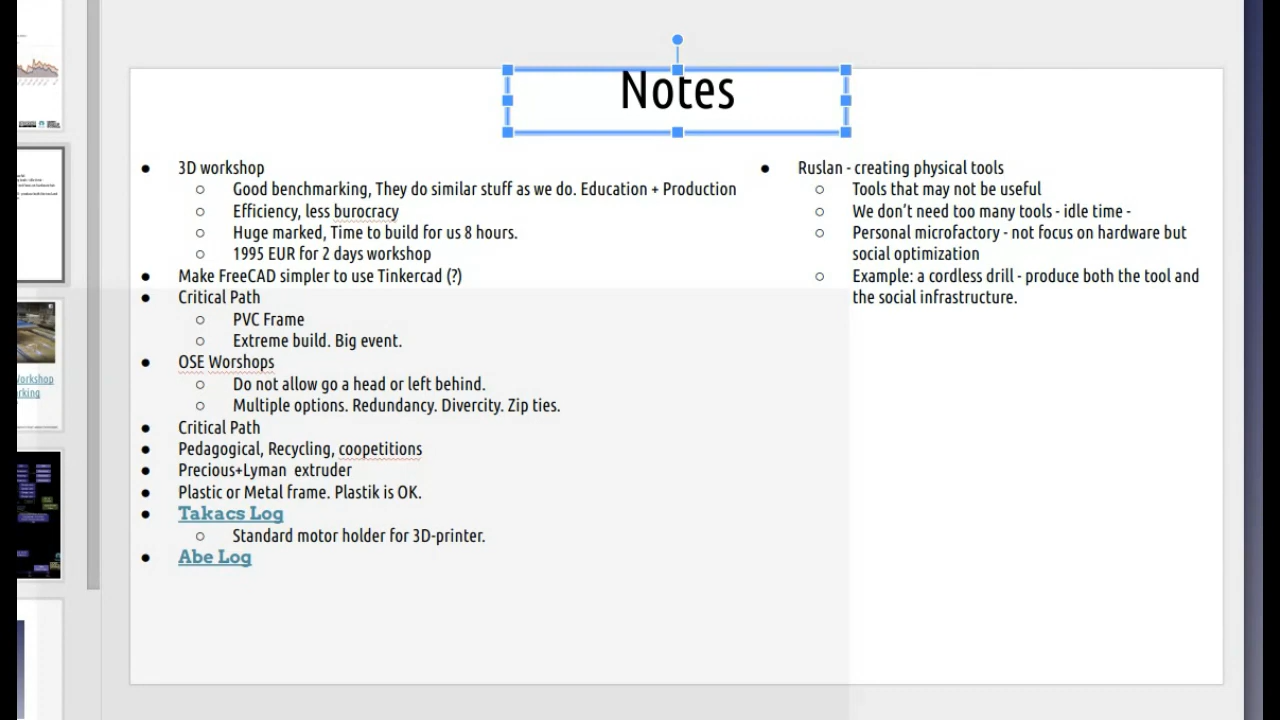 Notes
● 3D workshop
○ Good benchmarking, They do similar stuff as we do. Education + Production
○ Efficiency, less burocracy
○ Huge marked, Time to build for us 8 hours.
○ 1995 EUR for 2 days workshop
● Make FreeCAD simpler to use Tinkercad (?)
● Critical Path
○ PVC Frame
○ Extreme build. Big event.
● OSE Worshops
○ Do not allow go a head or left behind.
○ Multiple options. Redundancy. Divercity. Zip ties.
● Critical Path
● Pedagogical, Recycling, coopetitions
● Precious+Lyman extruder
● Plastic or Metal frame. Plastik is OK.
● Takacs Log
○ Standard motor holder for 3D-printer.
● Abe Log
● Ruslan - creating physical tools
○ Tools that may not be useful
○ We don't need too many tools - idle time -
○ Personal microfactory - not focus on hardware but
social optimization
○ Example: a cordless drill - produce both the tool and
the social infrastructure.